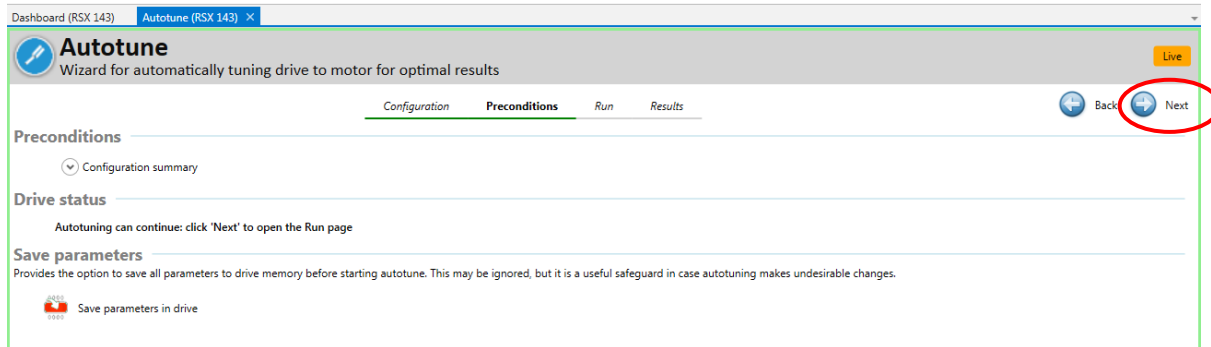 Dashboard (RSX 143) Autotune (RSX 143) ×
Autotune
Wizard for automatically tuning drive to motor for optimal results
Live
Configuration Preconditions Run Results
Back Next
Preconditions
Configuration summary
Drive status
Autotuning can continue: click 'Next' to open the Run page
Save parameters
Provides the option to save all parameters to drive memory before starting autotune. This may be ignored, but it is a useful safeguard in case autotuning makes undesirable changes.
Save parameters in drive